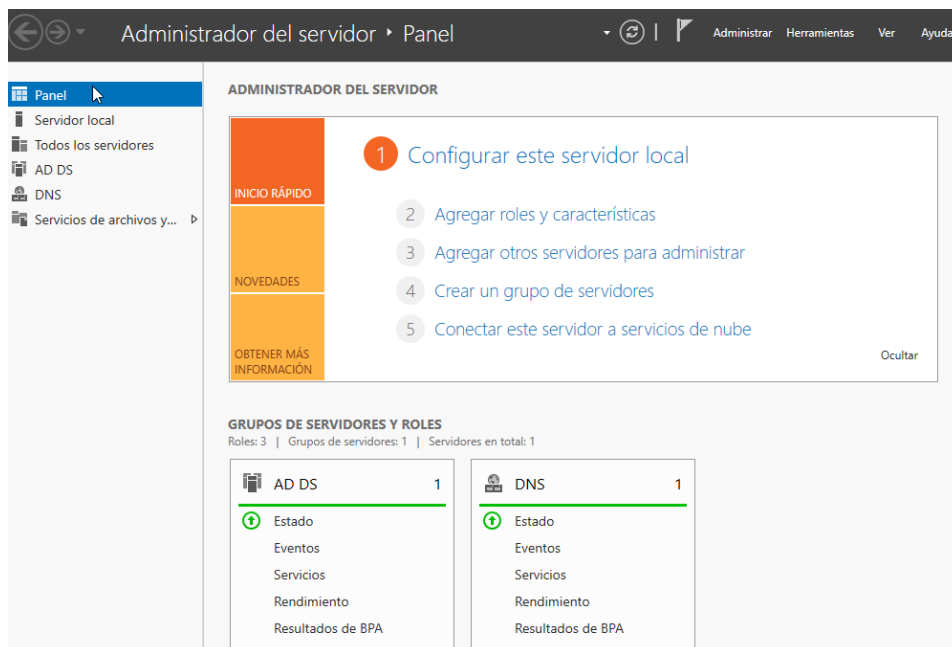 Administrador del servidor ‣ Panel
Administrar Herramientas Ver Ayuda
Panel
Servidor local
Todos los servidores
AD DS
DNS
Servicios de archivos y...
ADMINISTRADOR DEL SERVIDOR
INICIO RÁPIDO
NOVEDADES
OBTENER MÁS
INFORMACIÓN
1 Configurar este servidor local
2 Agregar roles y características
3 Agregar otros servidores para administrar
4 Crear un grupo de servidores
5 Conectar este servidor a servicios de nube
Ocultar
GRUPOS DE SERVIDORES Y ROLES
Roles: 3 | Grupos de servidores: 1 | Servidores en total: 1
AD DS 1
Estado
Eventos
Servicios
Rendimiento
Resultados de BPA
DNS 1
Estado
Eventos
Servicios
Rendimiento
Resultados de BPA